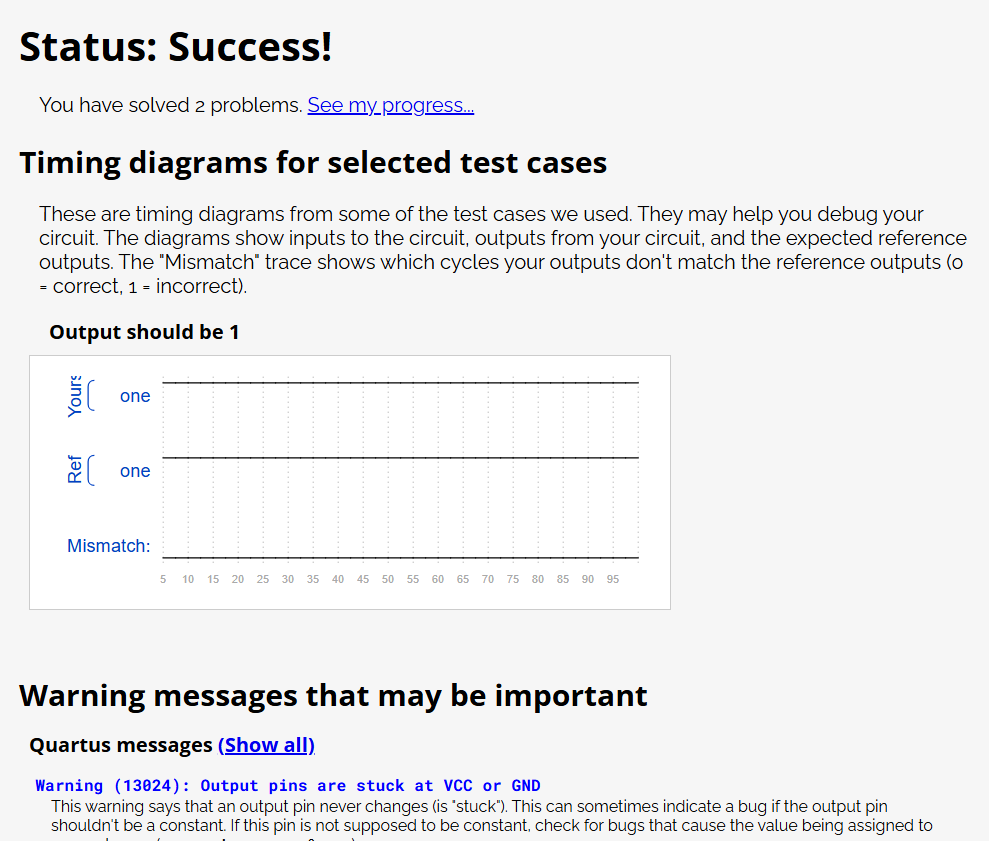 Status: Success!
You have solved 2 problems. See my progress...
Timing diagrams for selected test cases
These are timing diagrams from some of the test cases we used. They may help you debug your
circuit. The diagrams show inputs to the circuit, outputs from your circuit, and the expected reference
outputs. The "Mismatch" trace shows which cycles your outputs don't match the reference outputs (0
= correct, 1 = incorrect).
Output should be 1
Yours one
Ref one
Mismatch:
5 10 15 20 25 30 35 40 45 50 55 60 65 70 75 80 85 90 95
Warning messages that may be important
Quartus messages (Show all)
Warning (13024): Output pins are stuck at VCC or GND
This warning says that an output pin never changes (is "stuck"). This can sometimes indicate a bug if the output pin
shouldn't be a constant. If this pin is not supposed to be constant, check for bugs that cause the value being assigned to